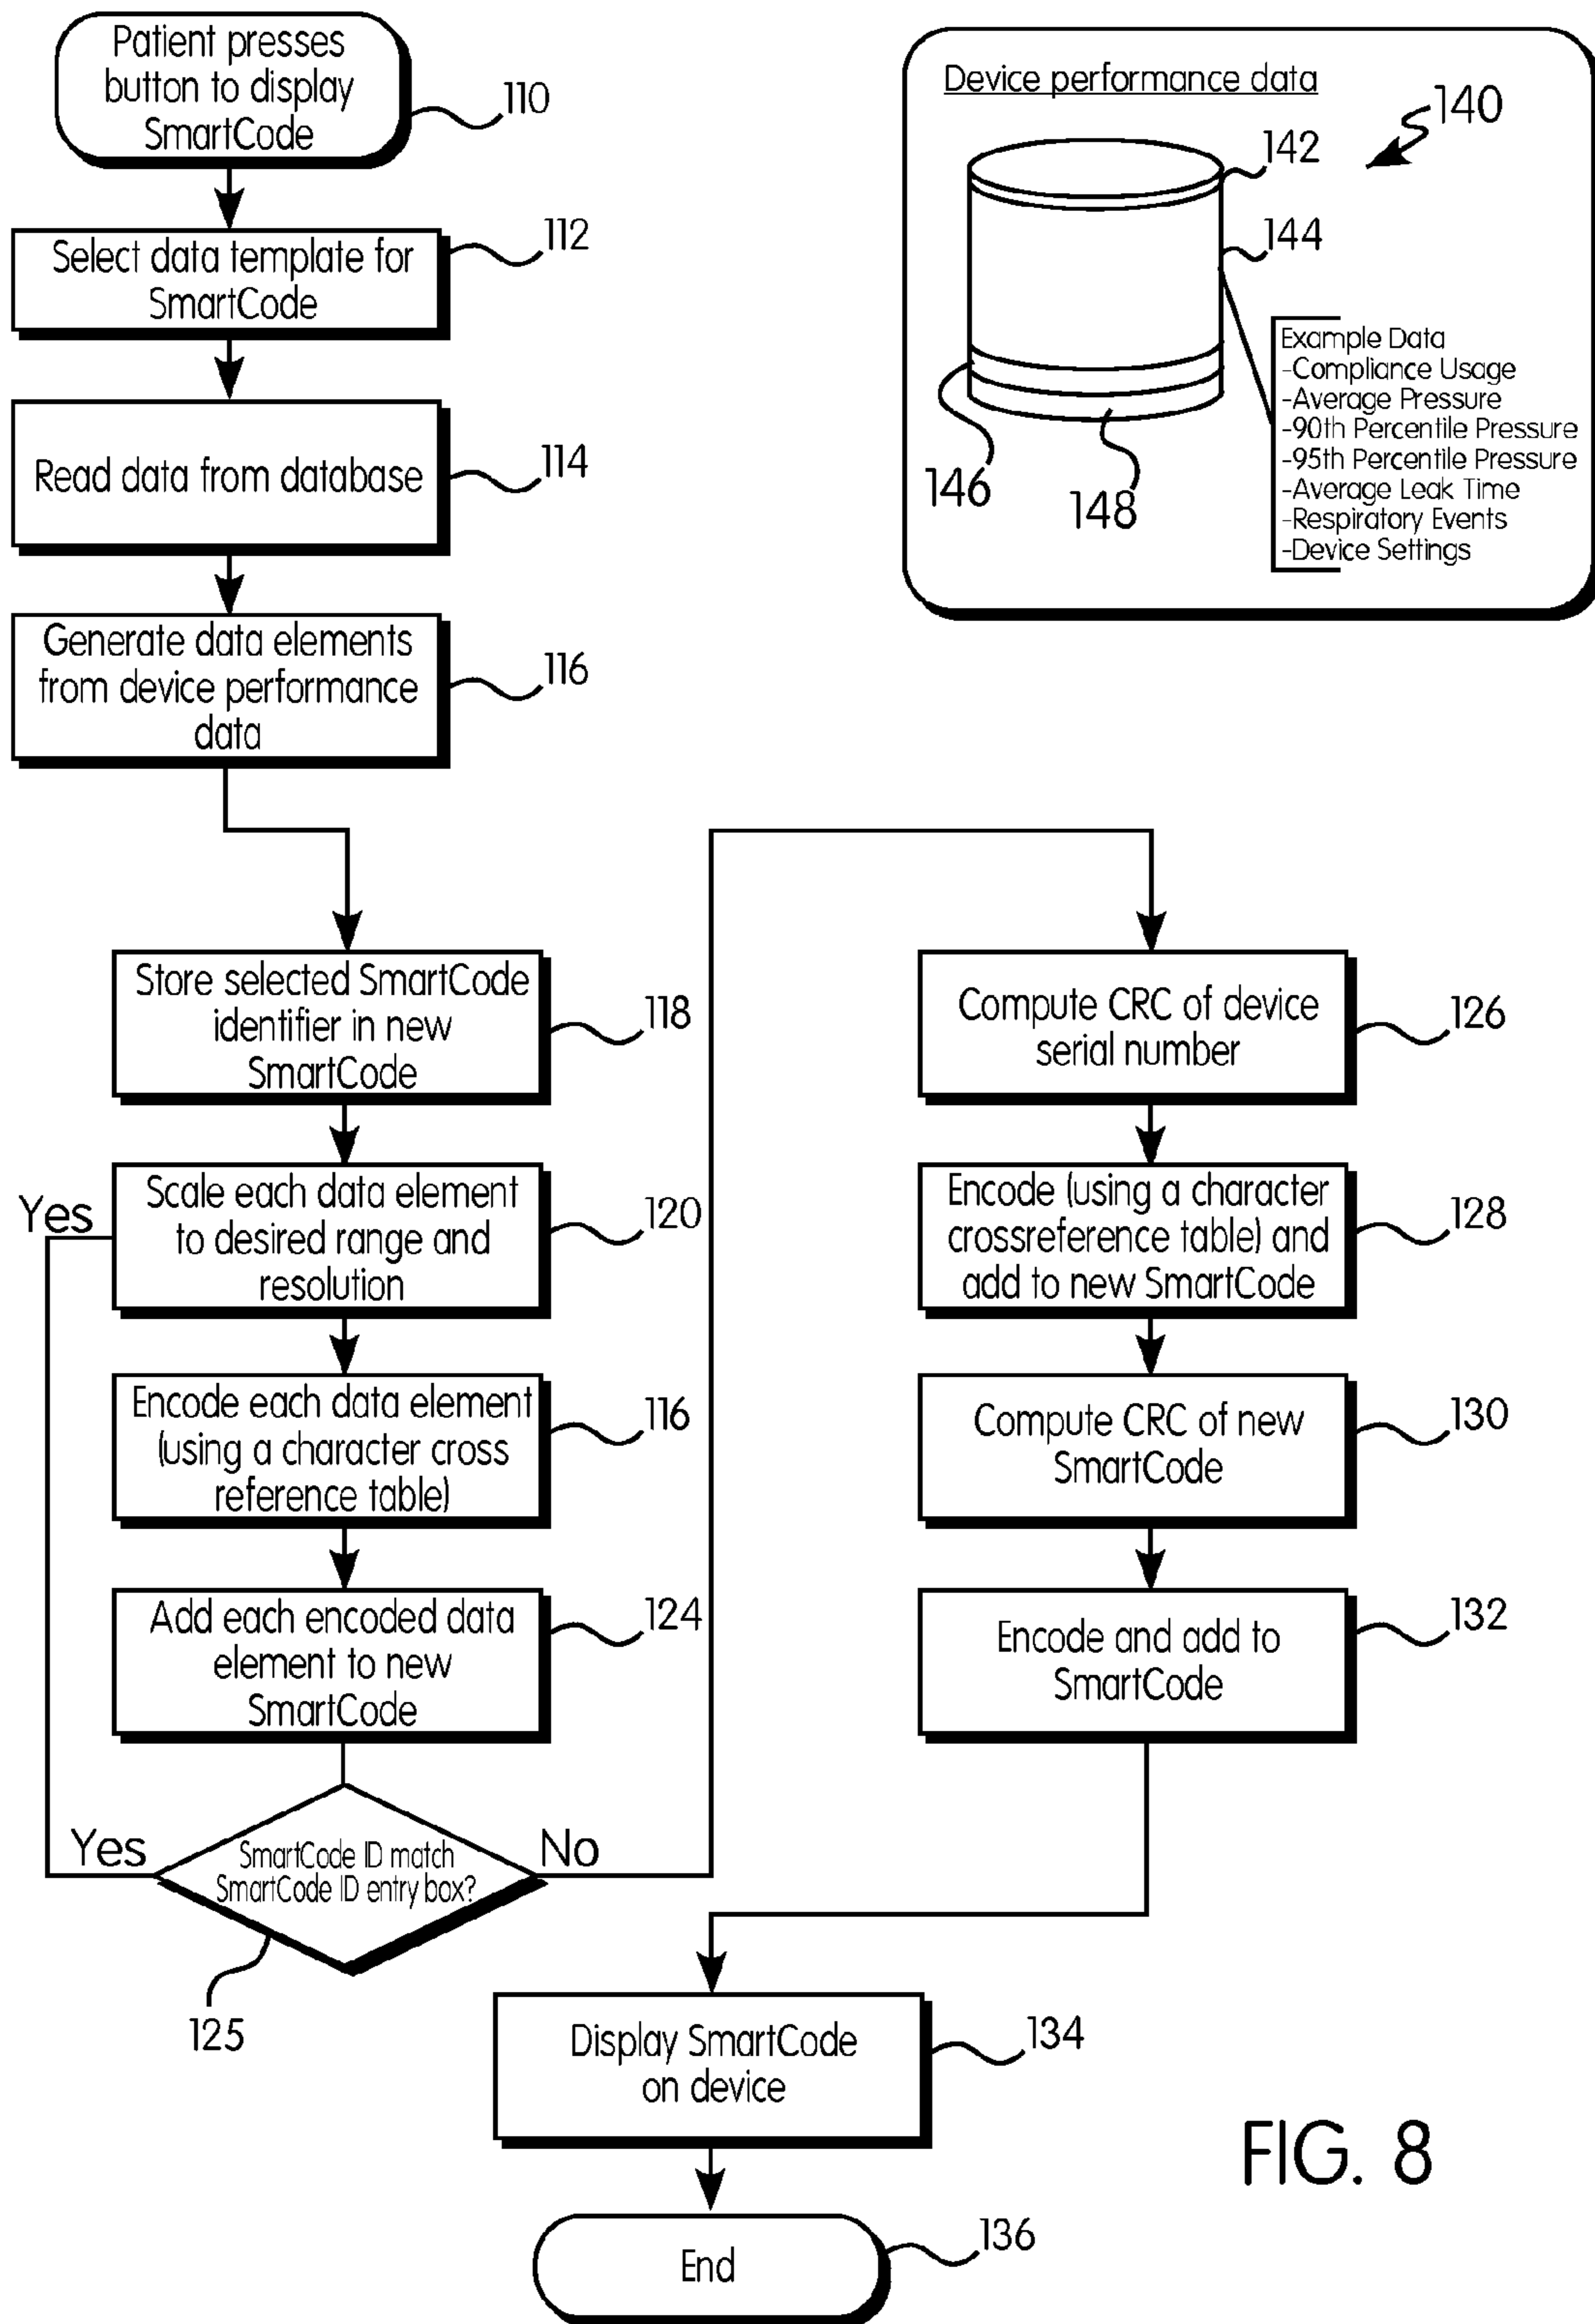 Patient presses
button to display
SmartCode
110
Select data template for
SmartCode
112
Read data from database
114
Generate data elements
from device performance
data
116
Device performance data
140
142
144
146
148
Example Data
-Compliance Usage
-Average Pressure
-90th Percentile Pressure
-95th Percentile Pressure
-Average Leak Time
-Respiratory Events
-Device Settings
Store selected SmartCode
identifier in new
SmartCode
118
Yes
Scale each data element
to desired range and
resolution
120
Encode each data element
(using a character cross
reference table)
116
Add each encoded data
element to new
SmartCode
124
Yes
SmartCode ID match
SmartCode ID entry box?
No
125
Compute CRC of device
serial number
126
Encode (using a character
crossreference table) and
add to new SmartCode
128
Compute CRC of new
SmartCode
130
Encode and add to
SmartCode
132
Display SmartCode
on device
134
End
136
FIG. 8